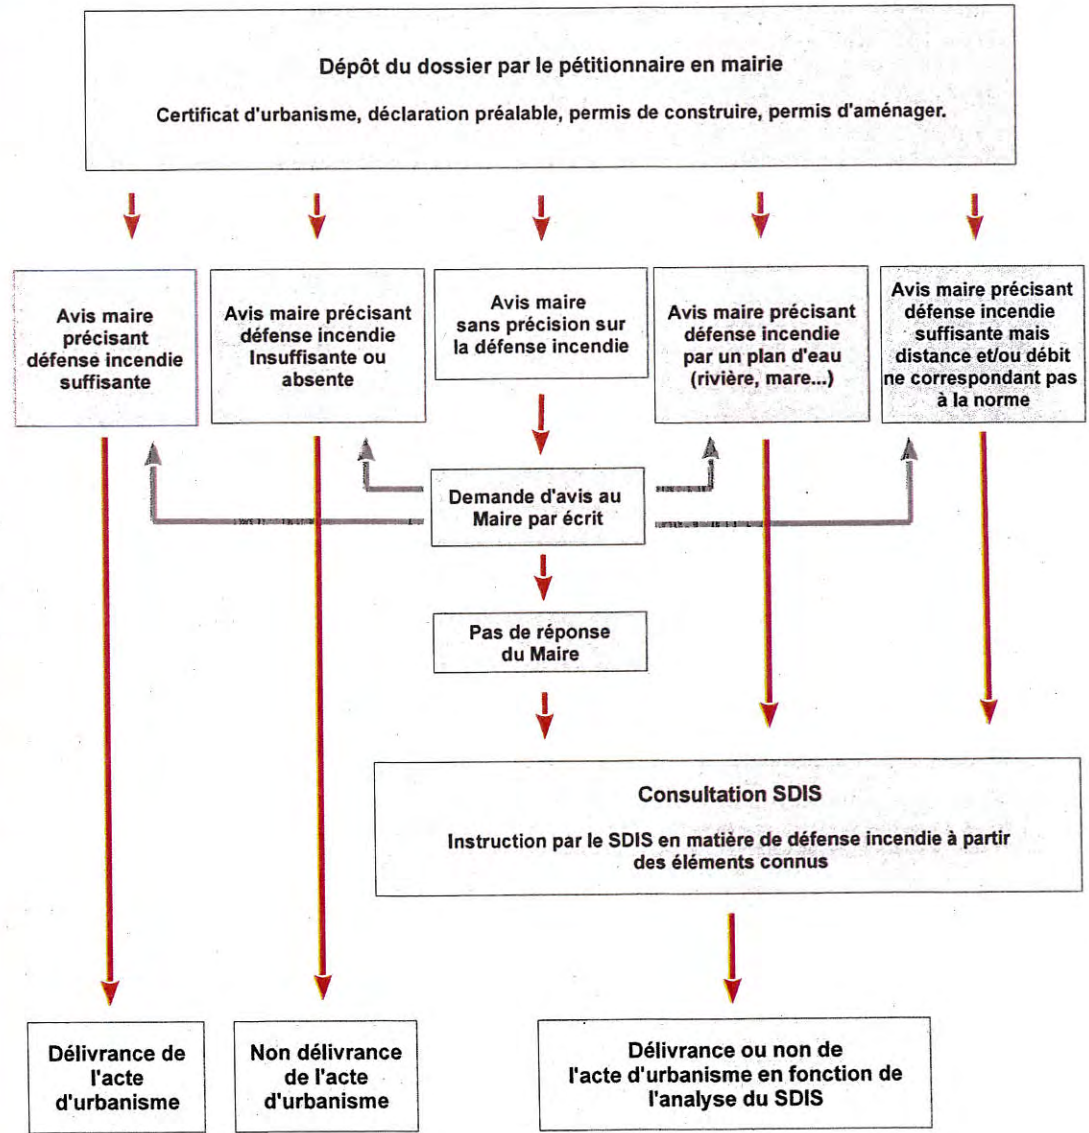 Dépôt du dossier par le pétitionnaire en mairie
Certificat d'urbanisme, déclaration préalable, permis de construire, permis d'aménager.
Avis maire
précisant
défense incendie
suffisante
Avis maire précisant
défense incendie
Insuffisante ou
absente
Avis maire
sans précision sur
la défense incendie
Avis maire précisant
défense incendie
par un plan d'eau
(rivière, mare...)
Avis maire précisant
défense incendie
suffisante mais
distance et/ou débit
ne correspondant pas
à la norme
Demande d'avis au
Maire par écrit
Pas de réponse
du Maire
Consultation SDIS
Instruction par le SDIS en matière de défense incendie à partir
des éléments connus
Délivrance de
l'acte
d'urbanisme
Non délivrance
de l'acte
d'urbanisme
Délivrance ou non de
l'acte d'urbanisme en fonction de
l'analyse du SDIS